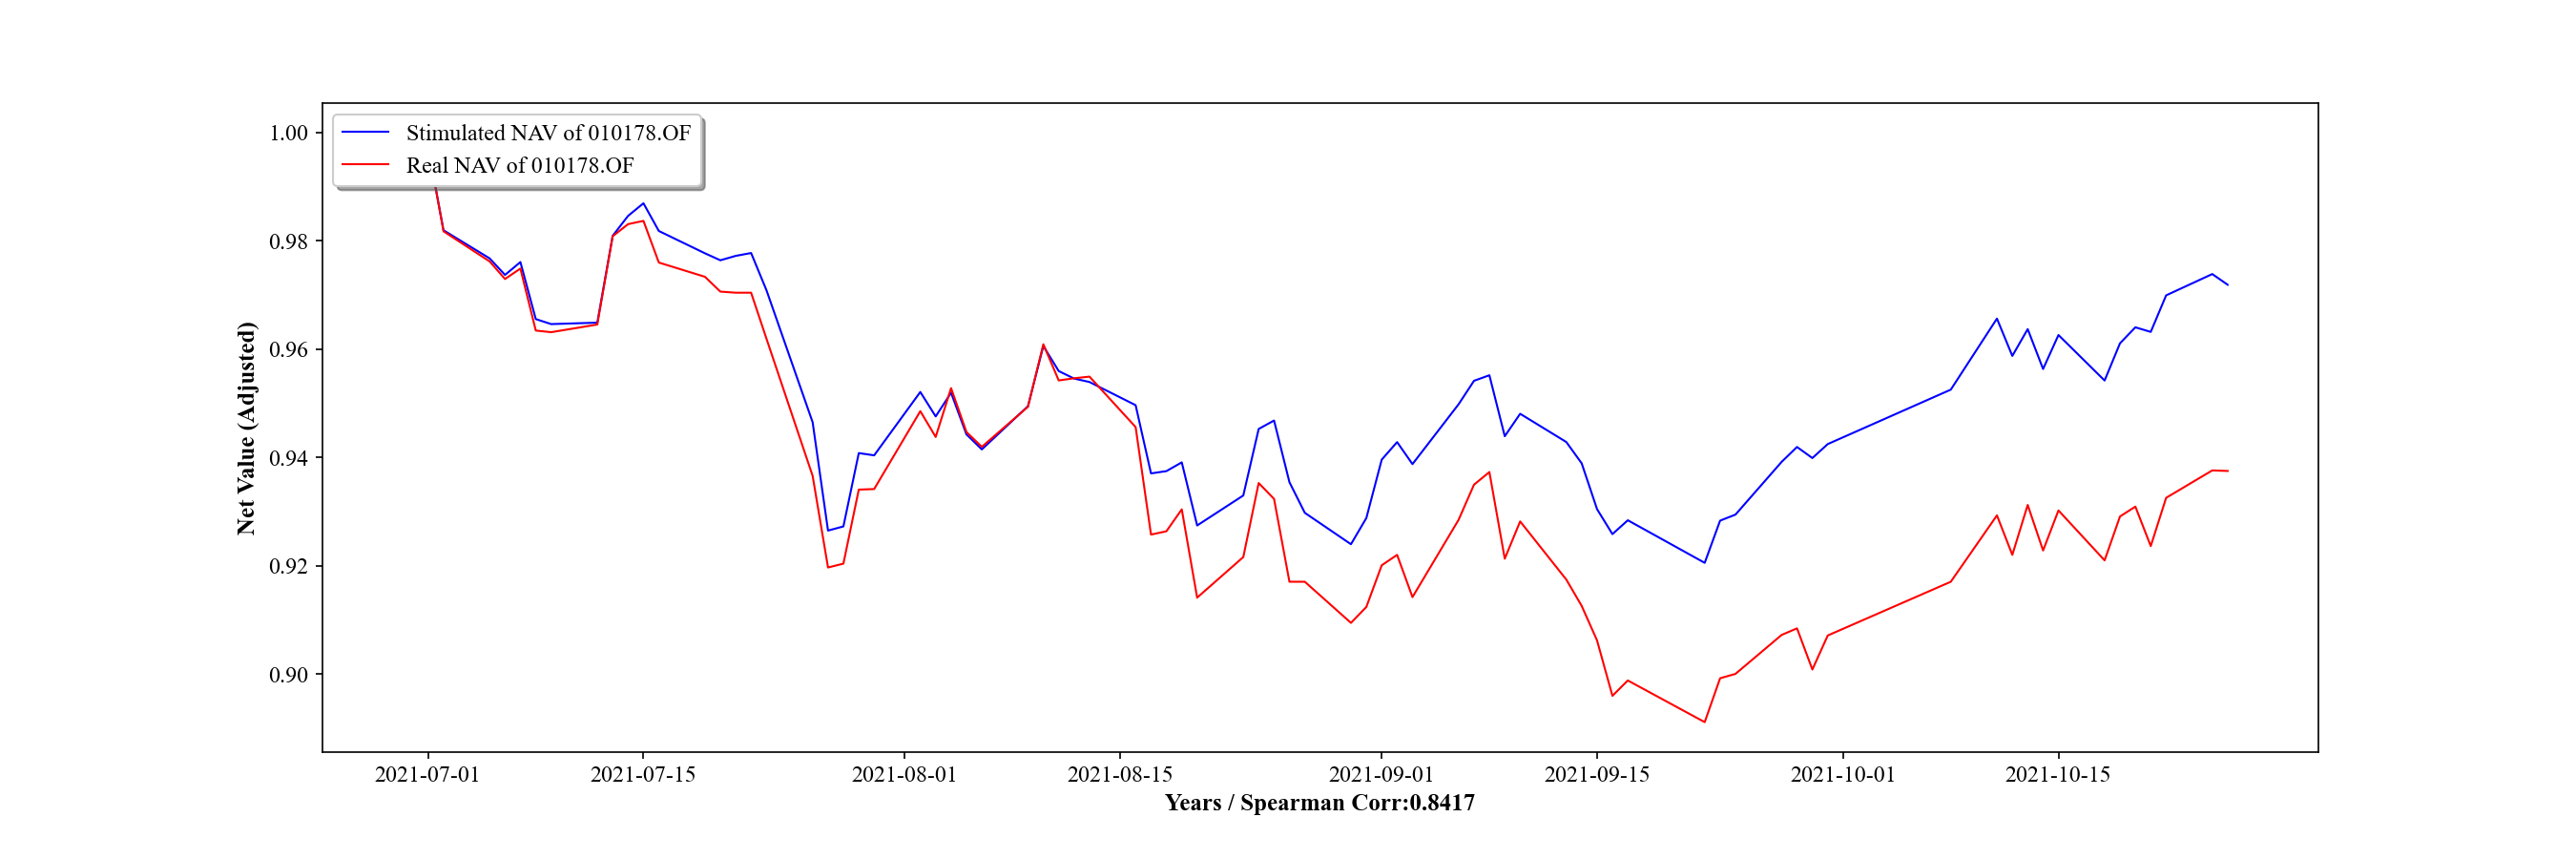 Stimulated NAV of 010178.OF
Real NAV of 010178.OF
Net Value (Adjusted)
1.00
0.98
0.96
0.94
0.92
0.90
2021-07-01 2021-07-15 2021-08-01 2021-08-15 2021-09-01 2021-09-15 2021-10-01 2021-10-15
Years / Spearman Corr:0.8417